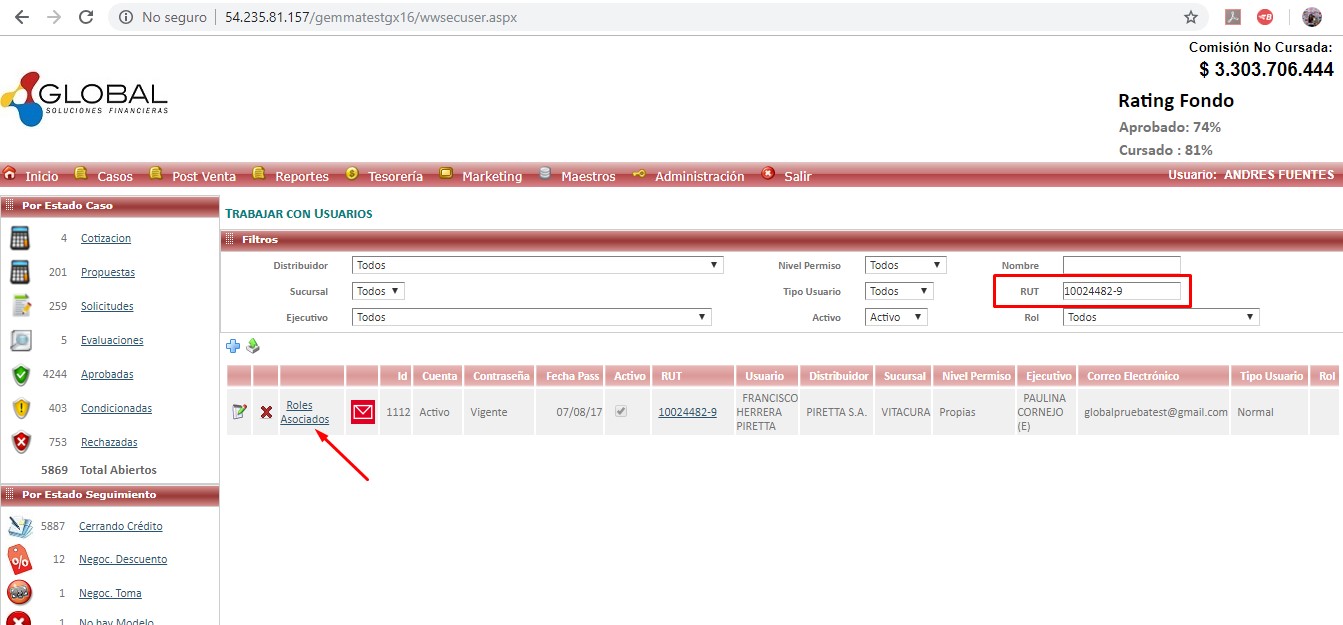 No seguro | 54.235.81.157/gemmatestgx16/wwsecuser.aspx
Comisión No Cursada:
$ 3.303.706.444
GLOBAL
SOLUCIONES FINANCIERAS
Rating Fondo
Aprobado: 74%
Cursado : 81%
Inicio Casos Post Venta Reportes Tesorería Marketing Maestros Administración Salir Usuario: ANDRES FUENTES
Por Estado Caso
4 Cotizacion
201 Propuestas
259 Solicitudes
5 Evaluaciones
4244 Aprobadas
403 Condicionadas
753 Rechazadas
5869 Total Abiertos
Por Estado Seguimiento
5887 Cerrando Crédito
12 Negoc. Descuento
1 Negoc. Toma
1 No hay Modelo
TRABAJAR CON USUARIOS
Filtros
Distribuidor Todos Nivel Permiso Todos Nombre
Sucursal Todos Tipo Usuario Todos RUT 10024482-9
Ejecutivo Todos Activo Activo Rol Todos
Id Cuenta Contraseña Fecha Pass Activo RUT Usuario Distribuidor Sucursal Nivel Permiso Ejecutivo Correo Electrónico Tipo Usuario Rol
Roles
Asociados
1112 Activo Vigente 07/08/17 10024482-9
FRANCISCO
HERRERA
PIRETTA
PIRETTA S.A. VITACURA Propias
PAULINA
CORNEJO
(E)
globalpruebatest@gmail.com Normal